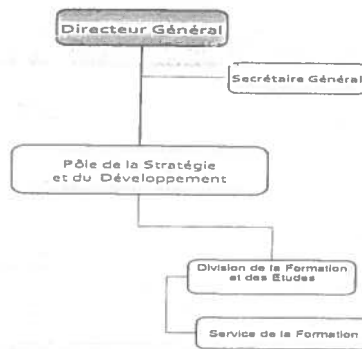 Directeur Général
Secrétaire Général
Pôle de la Stratégie
et du Développement
Division de la Formation
et des Etudes
Service de la Formation